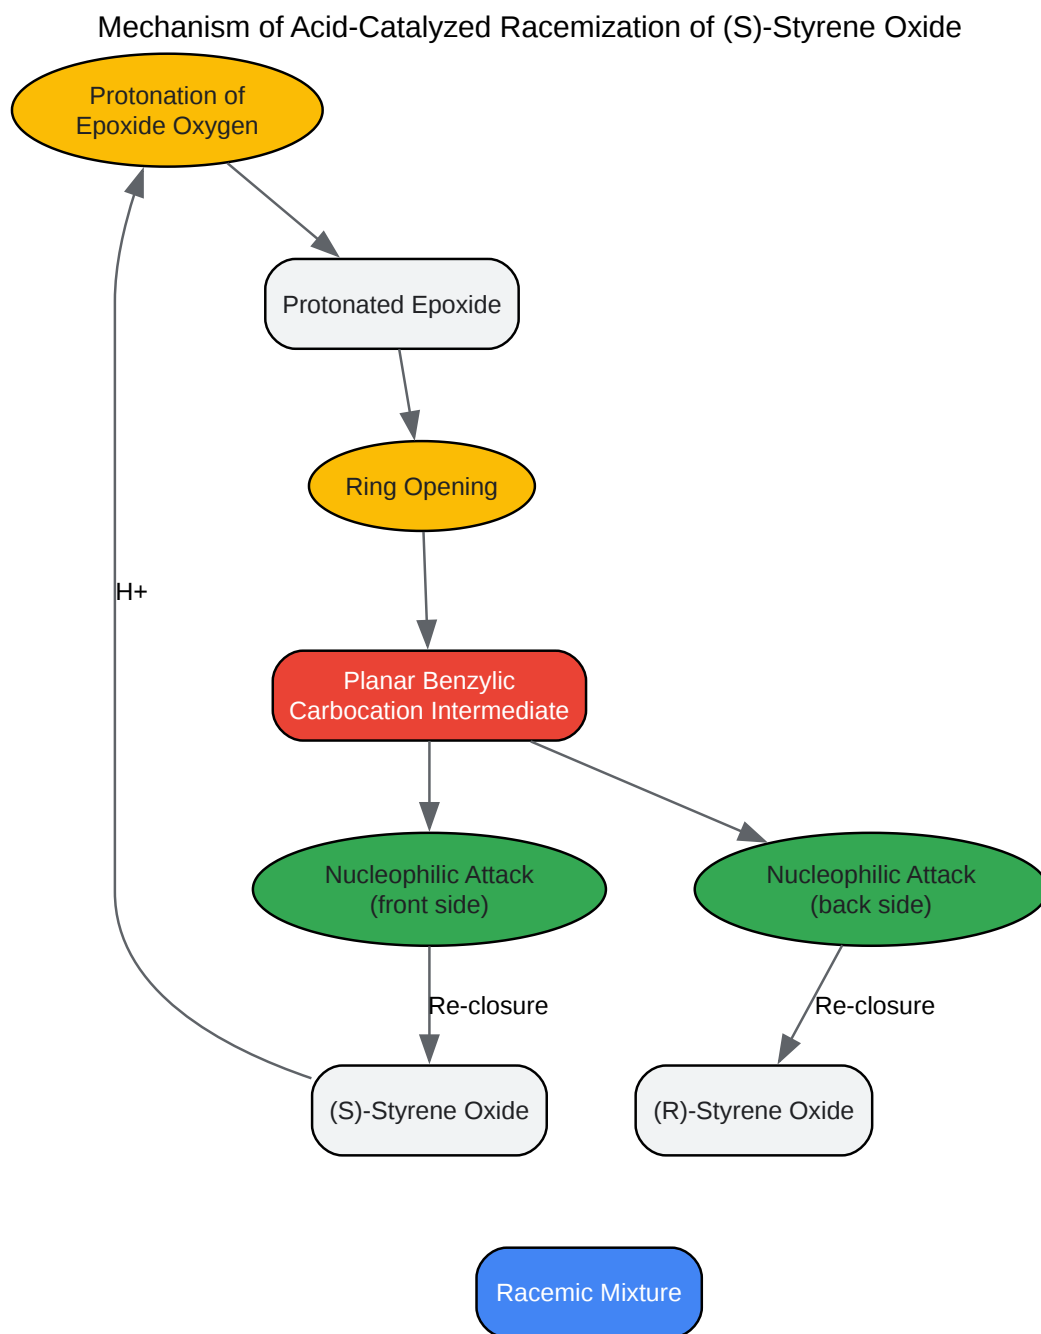 Mechanism of Acid-Catalyzed Racemization of (S)-Styrene Oxide
Protonation of
Epoxide Oxygen
Protonated Epoxide
Ring Opening
H+
Planar Benzylic
Carbocation Intermediate
Nucleophilic Attack
(front side)
Nucleophilic Attack
(back side)
Re-closure
Re-closure
(S)-Styrene Oxide
(R)-Styrene Oxide
Racemic Mixture